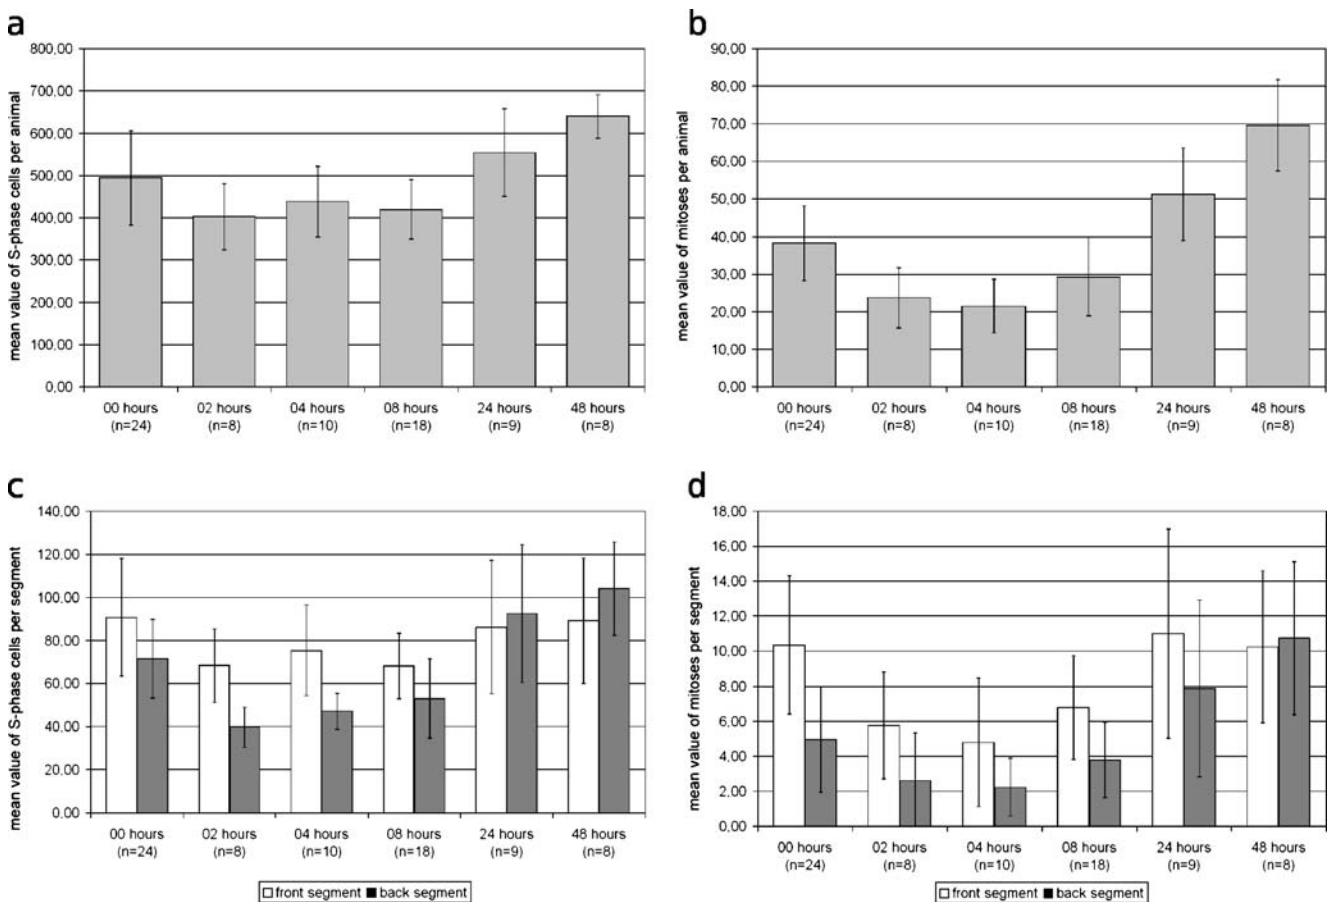 a
mean value of S-phase cells per animal
800,00
700,00
600,00
500,00
400,00
300,00
200,00
100,00
0,00
00 hours 02 hours 04 hours 08 hours 24 hours 48 hours
(n=24) (n=8) (n=10) (n=18) (n=9) (n=8)
b
mean value of mitoses per animal
90,00
80,00
70,00
60,00
50,00
40,00
30,00
20,00
10,00
0,00
00 hours 02 hours 04 hours 08 hours 24 hours 48 hours
(n=24) (n=8) (n=10) (n=18) (n=9) (n=8)
c
mean value of S-phase cells per segment
140.00
120.00
100.00
80.00
60.00
40.00
20.00
0.00
00 hours 02 hours 04 hours 08 hours 24 hours 48 hours
(n=24) (n=8) (n=10) (n=18) (n=9) (n=8)
front segment back segment
d
mean value of mitoses per segment
18,00
16,00
14,00
12,00
10,00
8,00
6,00
4,00
2,00
0,00
00 hours 02 hours 04 hours 08 hours 24 hours 48 hours
(n=24) (n=8) (n=10) (n=18) (n=9) (n=8)
front segment back segment